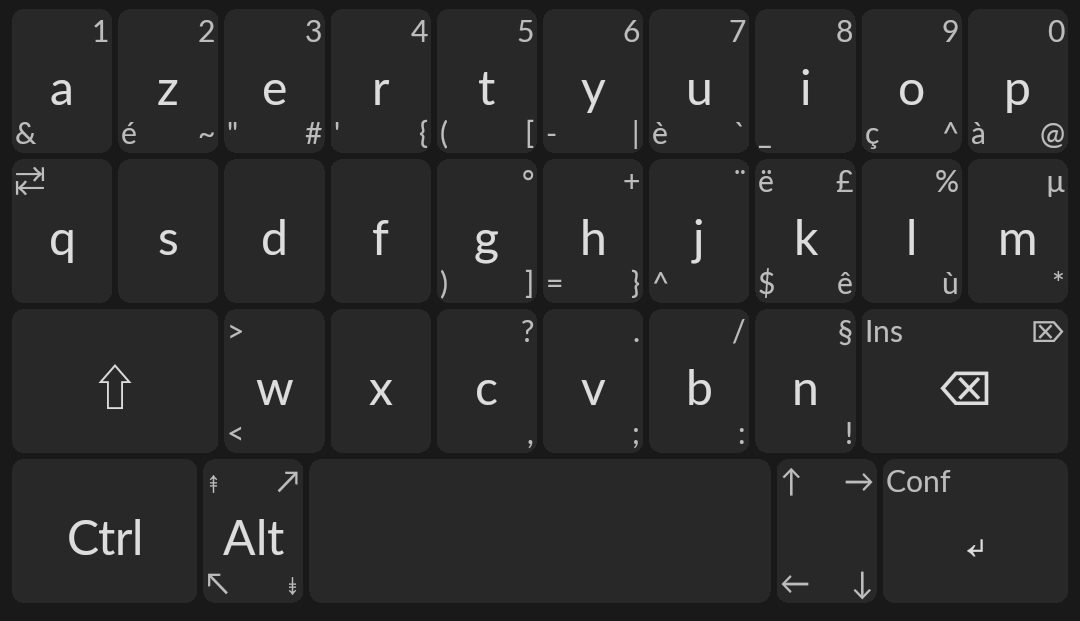 1 2 3 4 5 6 7 8 9 0
a z e r t y u i o p
& é ~ " # ' { ( [ - | è ` _ ç ^ à @
⇄ ° + ¨ ë £ % µ
q s d f g h j k l m
) ] = } ^ $ ê ù *
> ? . / § Ins ⌦
⇧ w x c v b n ⌫
< , ; : !
⇞ ↗ ↑ → Conf
Ctrl Alt ↲
↖ ⇟ ← ↓